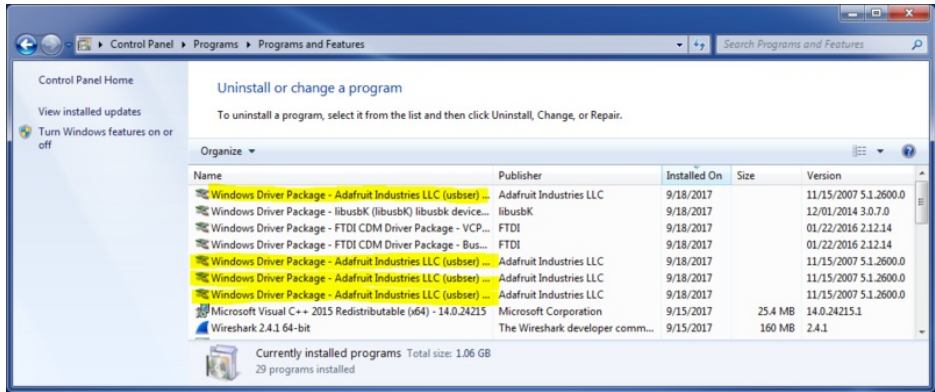 Control Panel ▸ Programs ▸ Programs and Features
Search Programs and Features
Control Panel Home
View installed updates
Turn Windows features on or
off
Uninstall or change a program
To uninstall a program, select it from the list and then click Uninstall, Change, or Repair.
Organize
Name Publisher Installed On Size Version
Windows Driver Package - Adafruit Industries LLC (usbser) ... Adafruit Industries LLC 9/18/2017 11/15/2007 5.1.2600.0
Windows Driver Package - libusbK (libusbK) libusbk device... libusbK 9/18/2017 12/01/2014 3.0.7.0
Windows Driver Package - FTDI CDM Driver Package - VCP... FTDI 9/18/2017 01/22/2016 2.12.14
Windows Driver Package - FTDI CDM Driver Package - Bus... FTDI 9/18/2017 01/22/2016 2.12.14
Windows Driver Package - Adafruit Industries LLC (usbser) ... Adafruit Industries LLC 9/18/2017 11/15/2007 5.1.2600.0
Windows Driver Package - Adafruit Industries LLC (usbser) ... Adafruit Industries LLC 9/18/2017 11/15/2007 5.1.2600.0
Windows Driver Package - Adafruit Industries LLC (usbser) ... Adafruit Industries LLC 9/18/2017 11/15/2007 5.1.2600.0
Microsoft Visual C++ 2015 Redistributable (x64) - 14.0.24215 Microsoft Corporation 9/15/2017 25.4 MB 14.0.24215.1
Wireshark 2.4.1 64-bit The Wireshark developer comm... 9/15/2017 160 MB 2.4.1
Currently installed programs Total size: 1.06 GB
29 programs installed